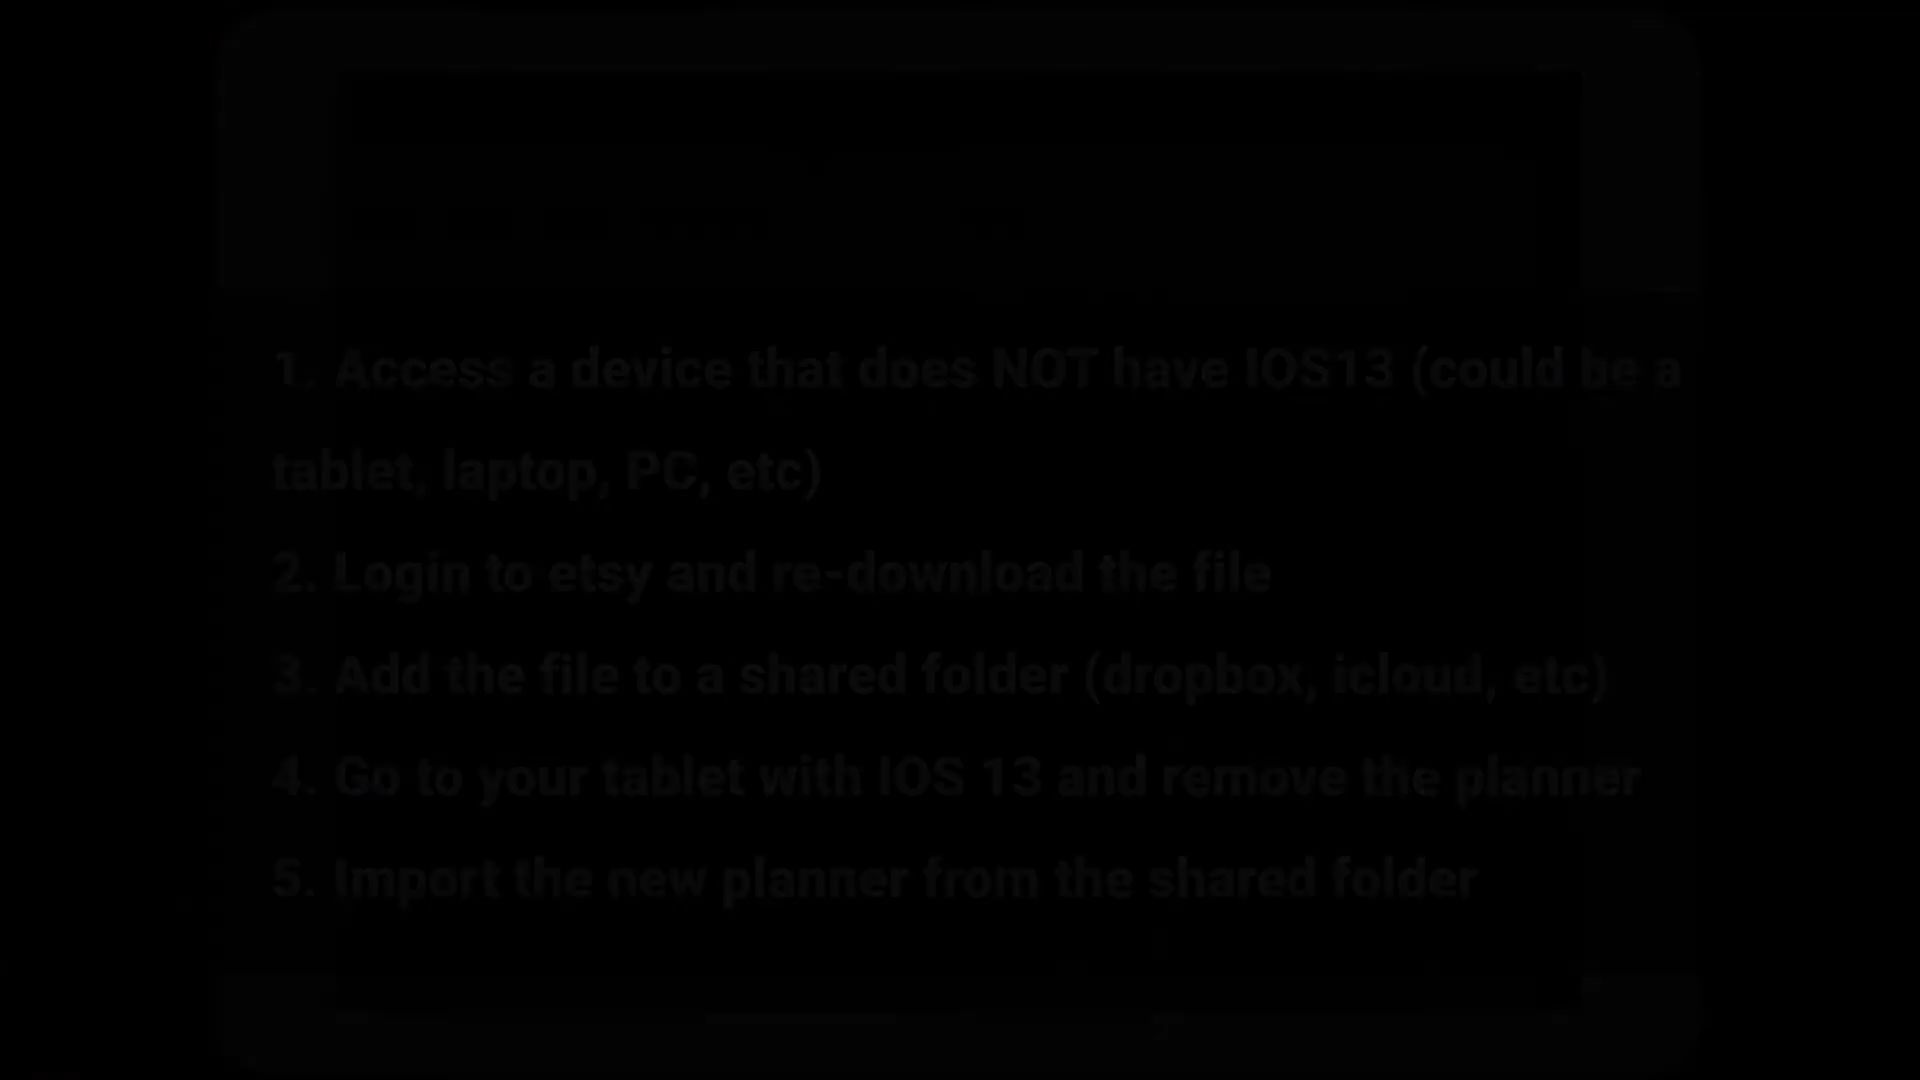 1. Access a device that does NOT have IOS13 (could be a
tablet, laptop, PC, etc)
2. Login to etsy and re-download the file
3. Add the file to a shared folder (dropbox, icloud, etc)
4. Go to your tablet with IOS 13 and remove the planner
5. Import the new planner from the shared folder